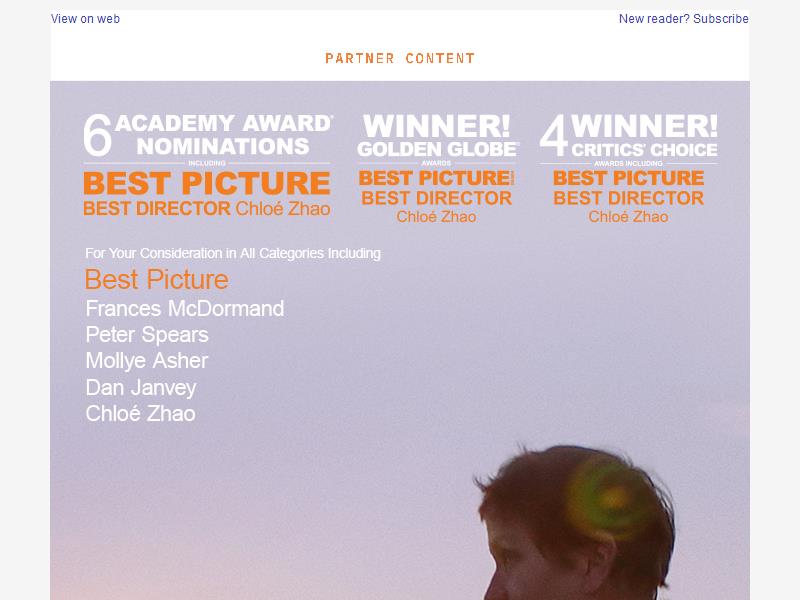 View on web
New reader? Subscribe
PARTNER CONTENT
6 ACADEMY AWARD®
NOMINATIONS
INCLUDING
BEST PICTURE
BEST DIRECTOR Chloé Zhao
WINNER!
GOLDEN GLOBE®
AWARDS
BEST PICTURE
BEST DIRECTOR
Chloé Zhao
4 WINNER!
CRITICS' CHOICE
AWARDS INCLUDING
BEST PICTURE
BEST DIRECTOR
Chloé Zhao
For Your Consideration in All Categories Including
Best Picture
Frances McDormand
Peter Spears
Mollye Asher
Dan Janvey
Chloé Zhao